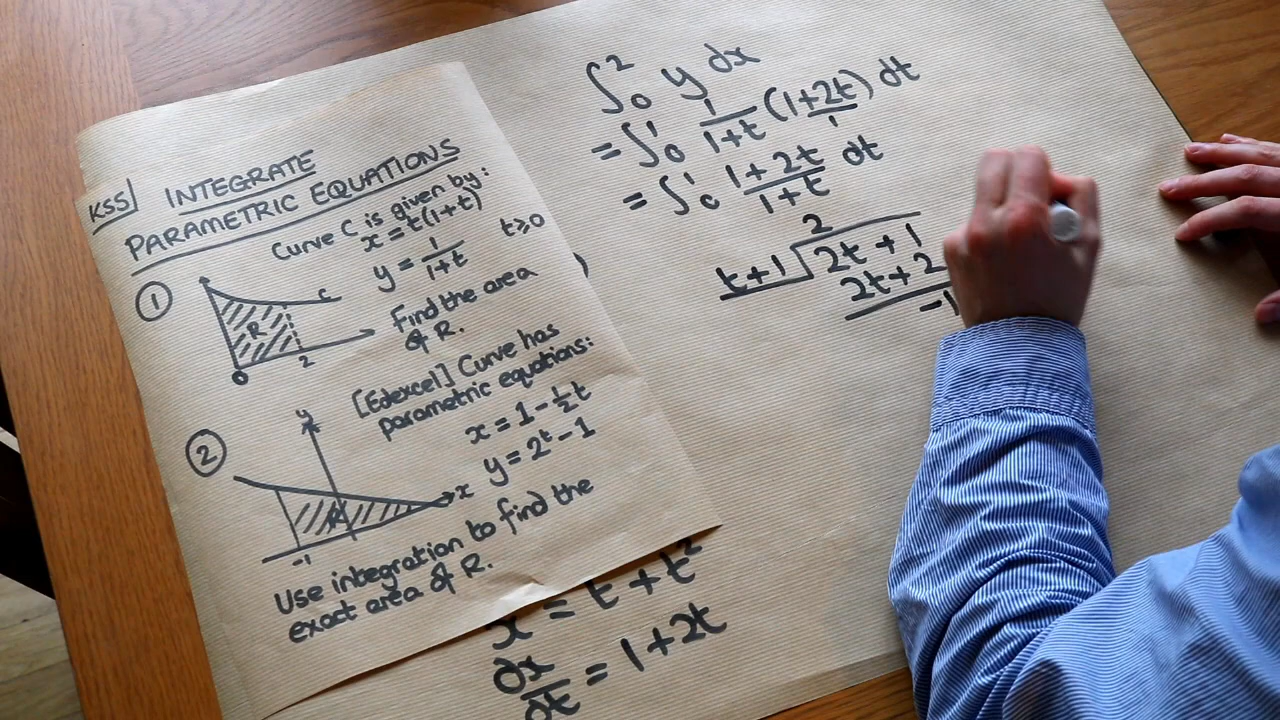 KS5
INTEGRATE
PARAMETRIC EQUATIONS
①
Curve C is given by:
x = t(1+t)
y = 1/(1+t) t≥0
C
R
O
2
Find the area
of R.
②
[Edexcel] Curve has
parametric equations:
x = 1 - ½t
y = 2^t - 1
y
x
R
-1
Use integration to find the
exact area of R.
∫₀² y dx
= ∫₀¹ 1/(1+t) (1+2t)/1 dt
= ∫₀¹ (1+2t)/(1+t) dt
2
t+1 2t + 1
2t + 2
-1
x = t + t²
dx/dt = 1+2t